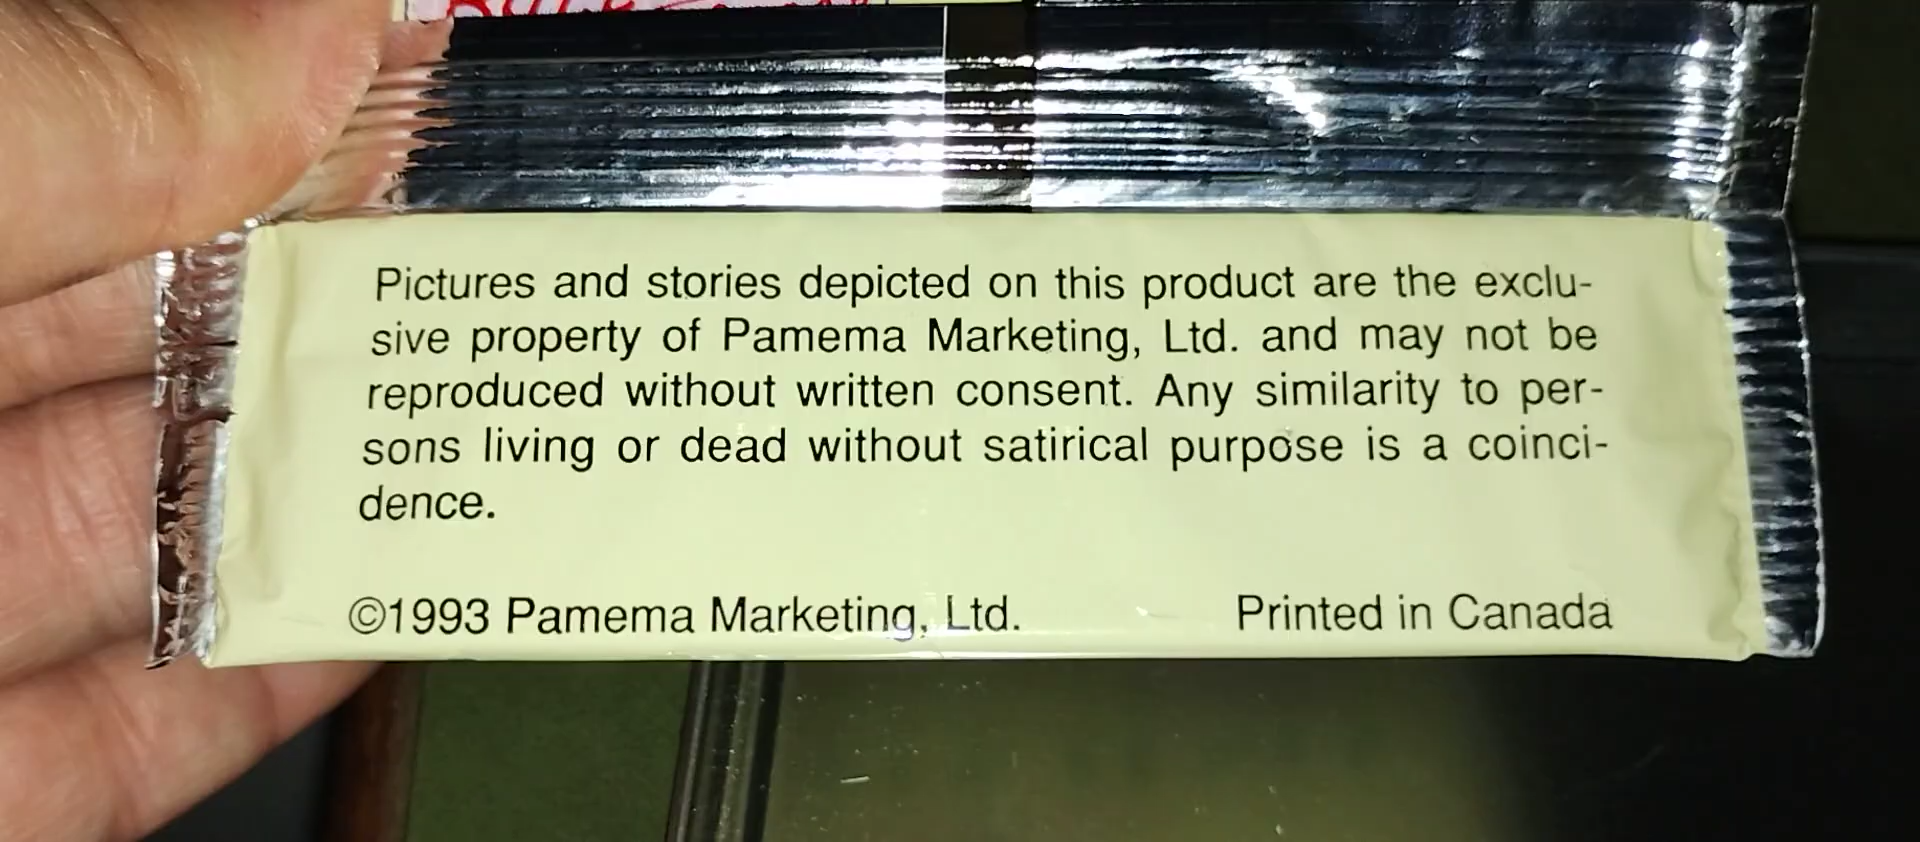 Pictures and stories depicted on this product are the exclu-
sive property of Pamema Marketing, Ltd. and may not be
reproduced without written consent. Any similarity to per-
sons living or dead without satirical purpose is a coinci-
dence.
©1993 Pamema Marketing, Ltd. Printed in Canada